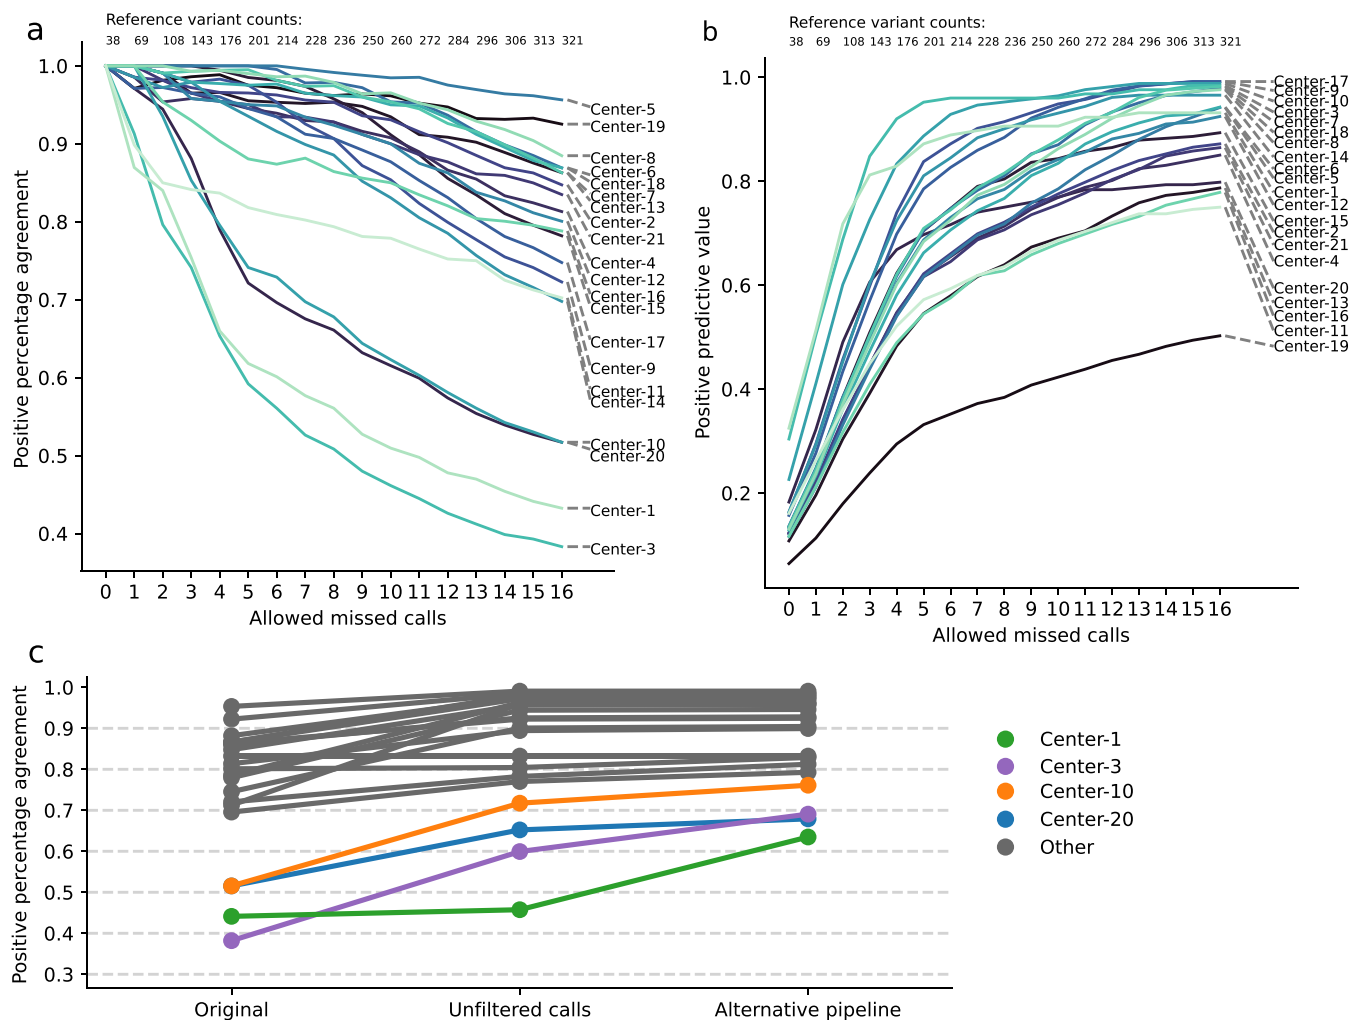 a
Reference variant counts:
38 69 108 143 176 201 214 228 236 250 260 272 284 296 306 313 321
1.0
0.9
0.8
0.7
0.6
0.5
0.4
Positive percentage agreement
Center-5
Center-19
Center-8
Center-6
Center-18
Center-7
Center-13
Center-2
Center-21
Center-4
Center-12
Center-16
Center-15
Center-17
Center-9
Center-11
Center-14
Center-10
Center-20
Center-1
Center-3
0 1 2 3 4 5 6 7 8 9 10 11 12 13 14 15 16
Allowed missed calls
b
Reference variant counts:
38 69 108 143 176 201 214 228 236 250 260 272 284 296 306 313 321
1.0
0.8
0.6
0.4
0.2
Positive predictive value
Center-17
Center-9
Center-10
Center-3
Center-7
Center-18
Center-8
Center-14
Center-6
Center-5
Center-1
Center-12
Center-15
Center-2
Center-21
Center-4
Center-20
Center-13
Center-16
Center-11
Center-19
0 1 2 3 4 5 6 7 8 9 10 11 12 13 14 15 16
Allowed missed calls
c
1.0
0.9
0.8
0.7
0.6
0.5
0.4
0.3
Positive percentage agreement
Original Unfiltered calls Alternative pipeline
Center-1
Center-3
Center-10
Center-20
Other